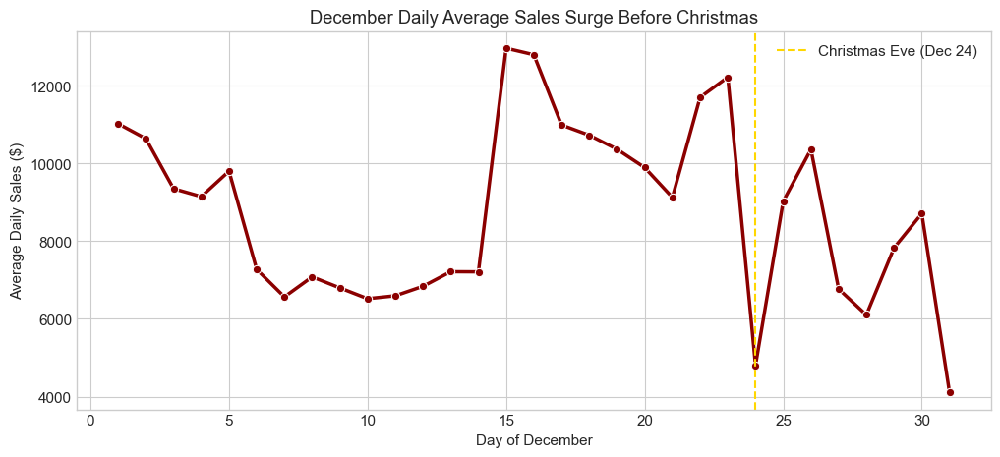 December Daily Average Sales Surge Before Christmas
Christmas Eve (Dec 24)
Average Daily Sales ($)
12000
10000
8000
6000
4000
0 5 10 15 20 25 30
Day of December